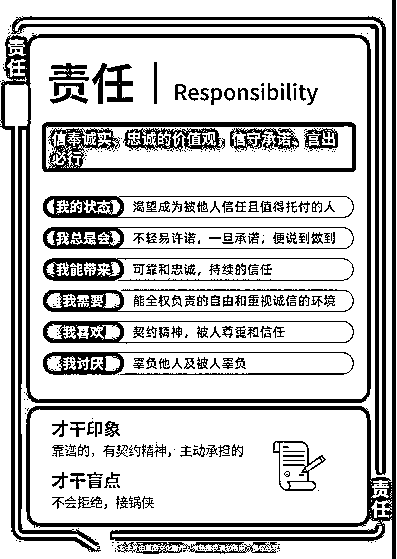 责任
责任 Responsibility
信奉诚实、忠诚的价值观，信守承诺、言出
必行
我的状态 渴望成为被他人信任且值得托付的人
我总是会 不轻易许诺，一旦承诺，便说到做到
我能带来 可靠和忠诚，持续的信任
我需要 能全权负责的自由和重视诚信的环境
我喜欢 契约精神，被人尊重和信任
我讨厌 辜负他人及被人辜负
才干印象
靠谱的，有契约精神，主动承担的
才干盲点
不会拒绝，接锅侠
责任